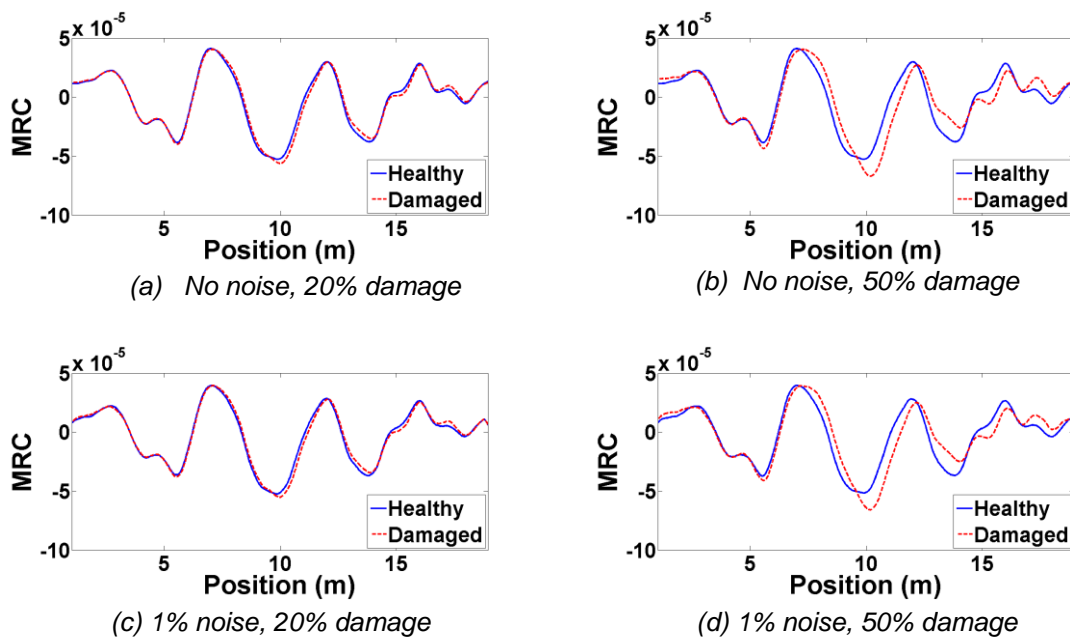 5 x 10^-5
0
-5
-10
MRC
5
10
15
Position (m)
Healthy
Damaged
(a) No noise, 20% damage
5 x 10^-5
0
-5
-10
MRC
5
10
15
Position (m)
Healthy
Damaged
(b) No noise, 50% damage
5 x 10^-5
0
-5
-10
MRC
5
10
15
Position (m)
Healthy
Damaged
(c) 1% noise, 20% damage
5 x 10^-5
0
-5
-10
MRC
5
10
15
Position (m)
Healthy
Damaged
(d) 1% noise, 50% damage